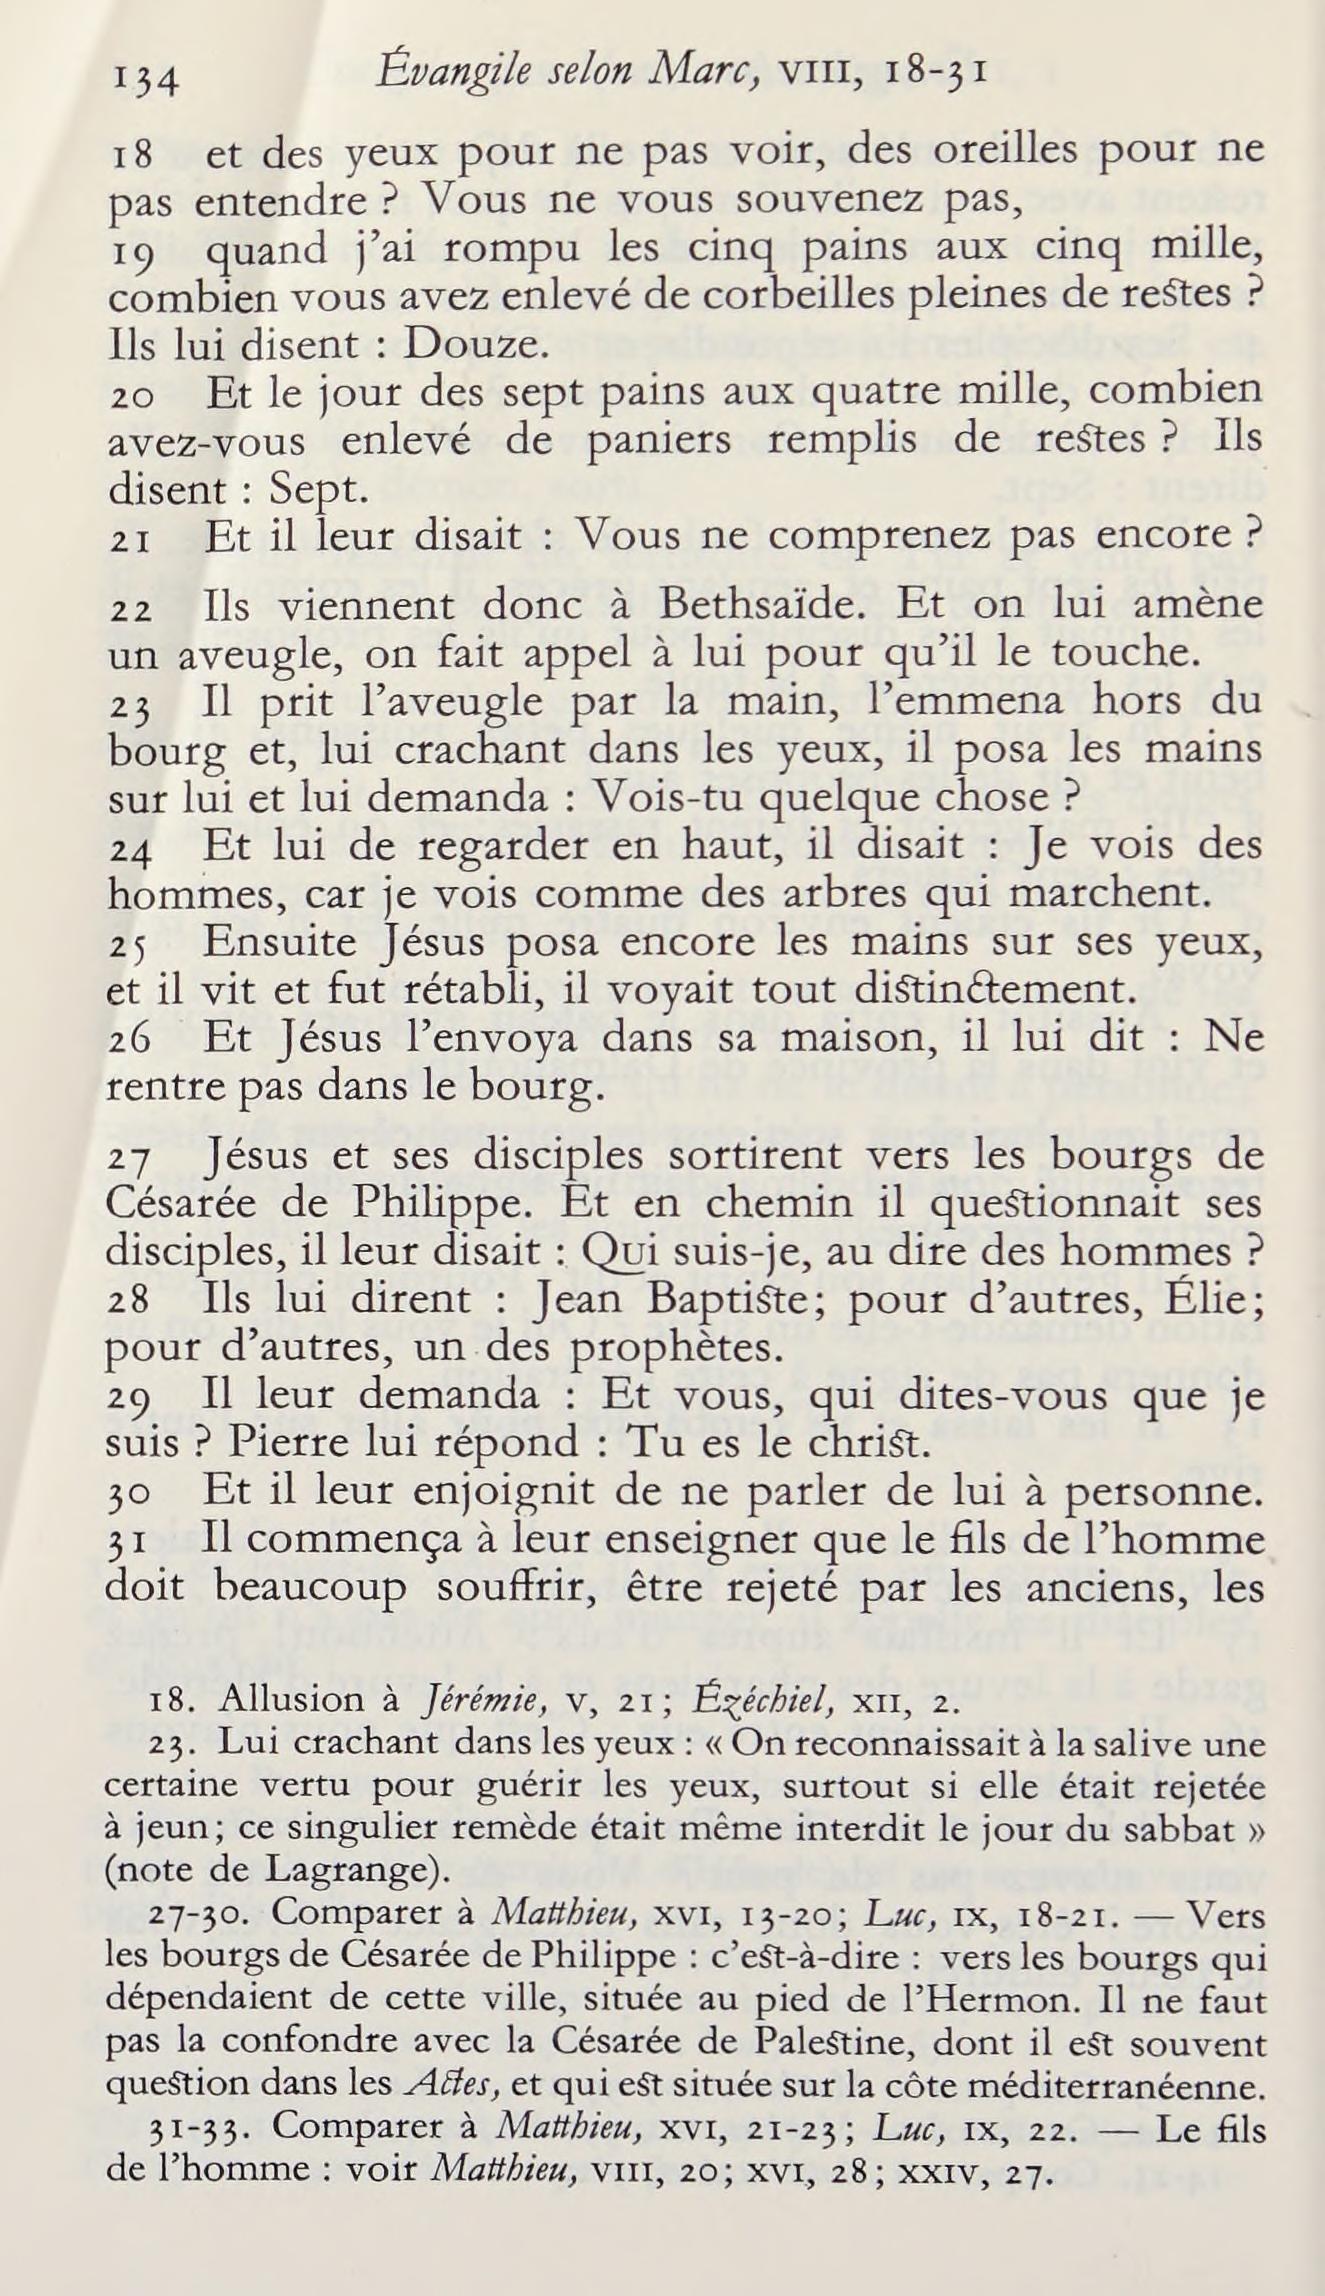 134 Évangile selon Marc, VIII, 18-31
18 et des yeux pour ne pas voir, des oreilles pour ne
pas entendre ? Vous ne vous souvenez pas,
19 quand j’ai rompu les cinq pains aux cinq mille,
combien vous avez enlevé de corbeilles pleines de restes ?
Ils lui disent : Douze.
20 Et le jour des sept pains aux quatre mille, combien
avez-vous enlevé de paniers remplis de restes ? Ils
disent : Sept.
21 Et il leur disait : Vous ne comprenez pas encore ?
22 Ils viennent donc à Bethsaïde. Et on lui amène
un aveugle, on fait appel à lui pour qu’il le touche.
23 Il prit l’aveugle par la main, l’emmena hors du
bourg et, lui crachant dans les yeux, il posa les mains
sur lui et lui demanda : Vois-tu quelque chose ?
24 Et lui de regarder en haut, il disait : Je vois des
hommes, car je vois comme des arbres qui marchent.
25 Ensuite Jésus posa encore les mains sur ses yeux,
et il vit et fut rétabli, il voyait tout distinctement.
26 Et Jésus l’envoya dans sa maison, il lui dit : Ne
rentre pas dans le bourg.
27 Jésus et ses disciples sortirent vers les bourgs de
Césarée de Philippe. Et en chemin il questionnait ses
disciples, il leur disait : Qui suis-je, au dire des hommes ?
28 Ils lui dirent : Jean Baptiste; pour d’autres, Élie;
pour d’autres, un des prophètes.
29 Il leur demanda : Et vous, qui dites-vous que je
suis ? Pierre lui répond : Tu es le christ.
30 Et il leur enjoignit de ne parler de lui à personne.
31 Il commença à leur enseigner que le fils de l’homme
doit beaucoup souffrir, être rejeté par les anciens, les
18. Allusion à Jérémie, V, 21; Ézéchiel, XII, 2.
23. Lui crachant dans les yeux : « On reconnaissait à la salive une
certaine vertu pour guérir les yeux, surtout si elle était rejetée
à jeun; ce singulier remède était même interdit le jour du sabbat »
(note de Lagrange).
27-30. Comparer à Matthieu, XVI, 13-20; Luc, IX, 18-21. — Vers
les bourgs de Césarée de Philippe : c’est-à-dire : vers les bourgs qui
dépendaient de cette ville, située au pied de l’Hermon. Il ne faut
pas la confondre avec la Césarée de Palestine, dont il est souvent
question dans les Actes, et qui est située sur la côte méditerranéenne.
31-33. Comparer à Matthieu, XVI, 21-23; Luc, IX, 22. — Le fils
de l’homme : voir Matthieu, VIII, 20; XVI, 28; XXIV, 27.